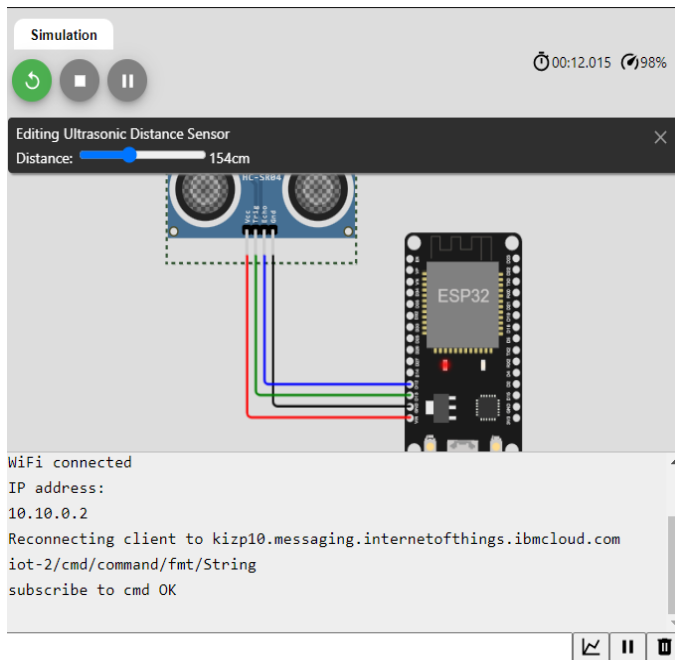 Simulation
00:12.015 98%
Editing Ultrasonic Distance Sensor
Distance: 154cm
HC-SR04
Vcc
Trig
Echo
Gnd
ESP32
WiFi connected
IP address:
10.10.0.2
Reconnecting client to kizp10.messaging.internetofthings.ibmcloud.com
iot-2/cmd/command/fmt/String
subscribe to cmd OK